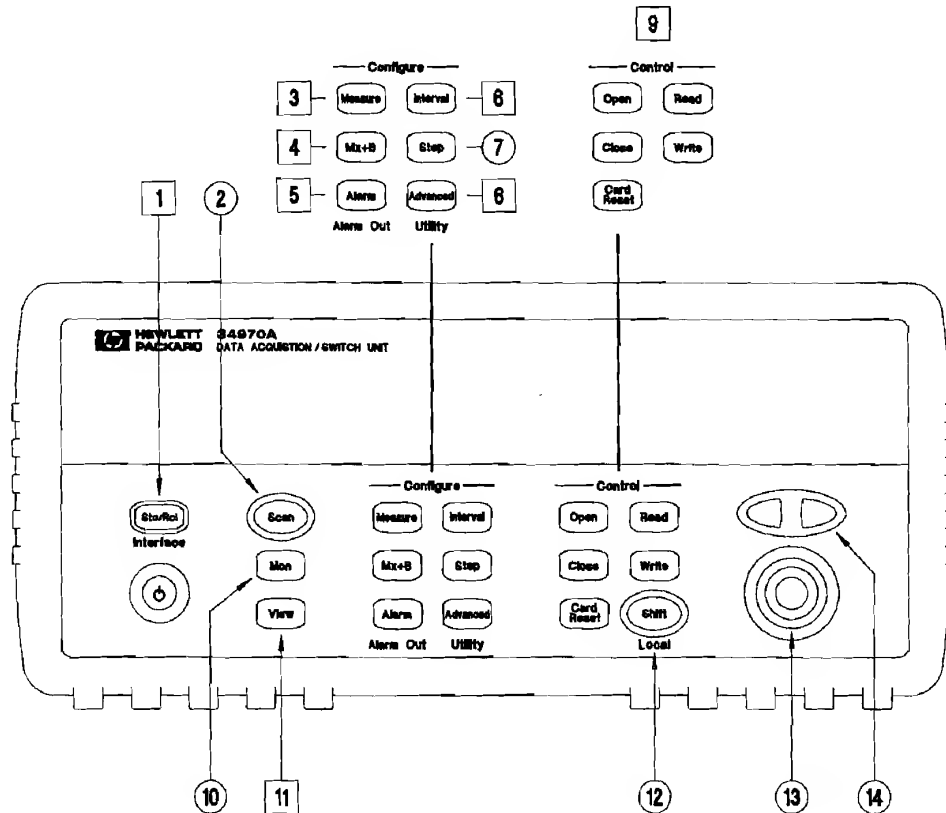 9
Configure
Control
3 Measure Interval 6
Open Read
4 Mx+B Step 7
Close Write
5 Alarm Advanced 6
Card Reset
Alarm Out Utility
1
2
hp HEWLETT PACKARD
34970A
DATA ACQUISTION / SWITCH UNIT
Configure
Control
Sto/Rcl
Interface
Scan
Measure Interval
Open Read
Mon
Mx+B Step
Close Write
View
Alarm Advanced
Card Reset
Shift
Alarm Out Utility
Local
10
11
12
13
14